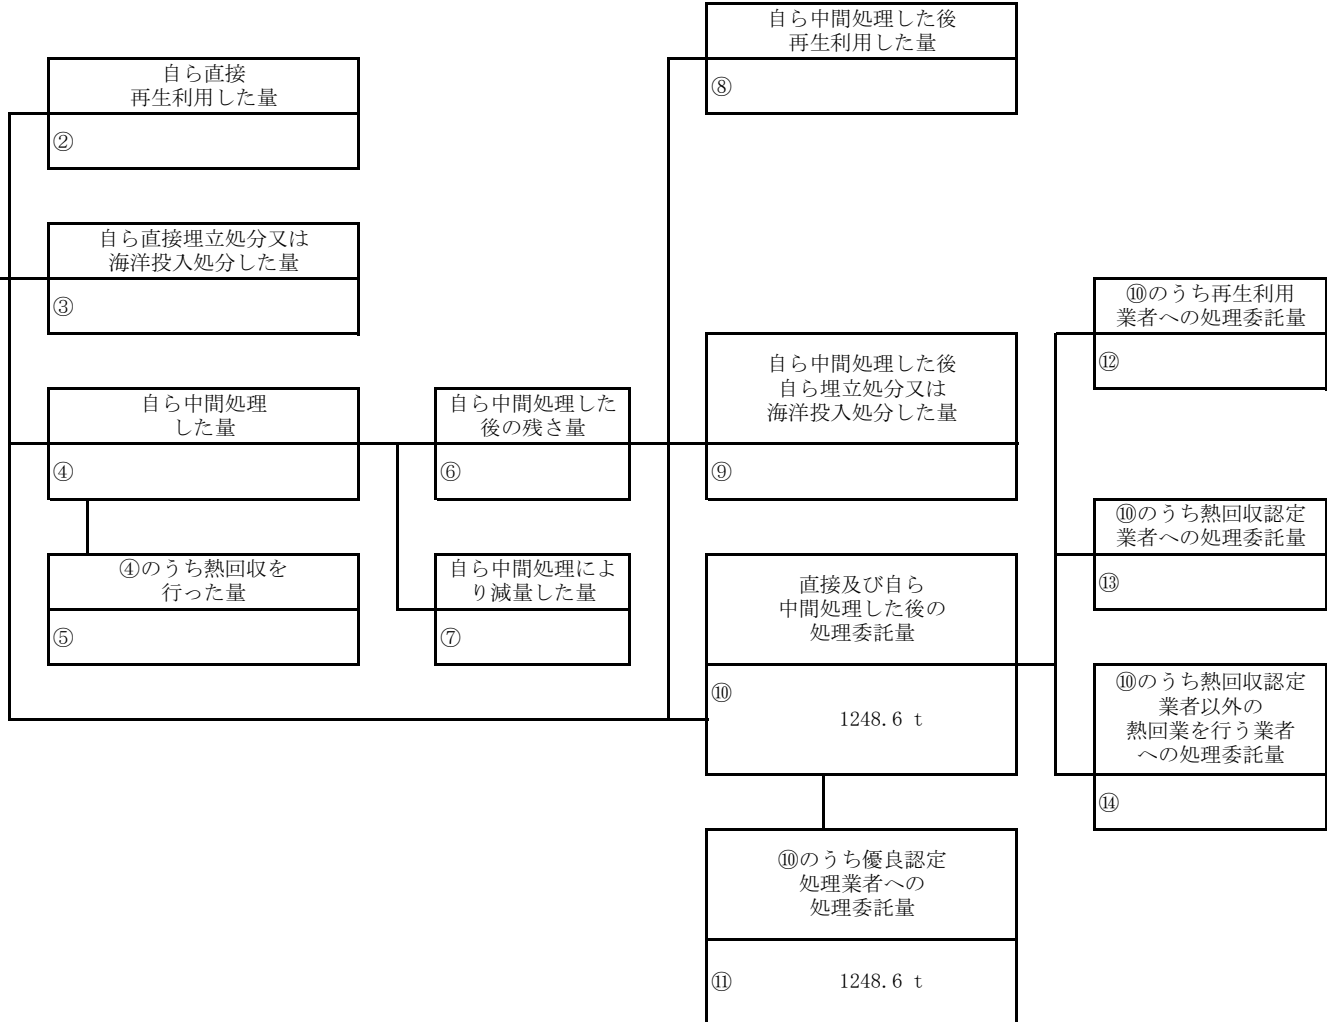 自ら中間処理した後
再生利用した量
⑧
自ら直接
再生利用した量
②
自ら直接埋立処分又は
海洋投入処分した量
③
⑩のうち再生利用
業者への処理委託量
⑫
自ら中間処理した後
自ら埋立処分又は
海洋投入処分した量
⑨
自ら中間処理
した量
④
自ら中間処理した
後の残さ量
⑥
⑩のうち熱回収認定
業者への処理委託量
⑬
④のうち熱回収を
行った量
⑤
自ら中間処理によ
り減量した量
⑦
直接及び自ら
中間処理した後の
処理委託量
⑩
1248.6 t
⑩のうち熱回収認定
業者以外の
熱回業を行う業者
への処理委託量
⑭
⑩のうち優良認定
処理業者への
処理委託量
⑪ 1248.6 t